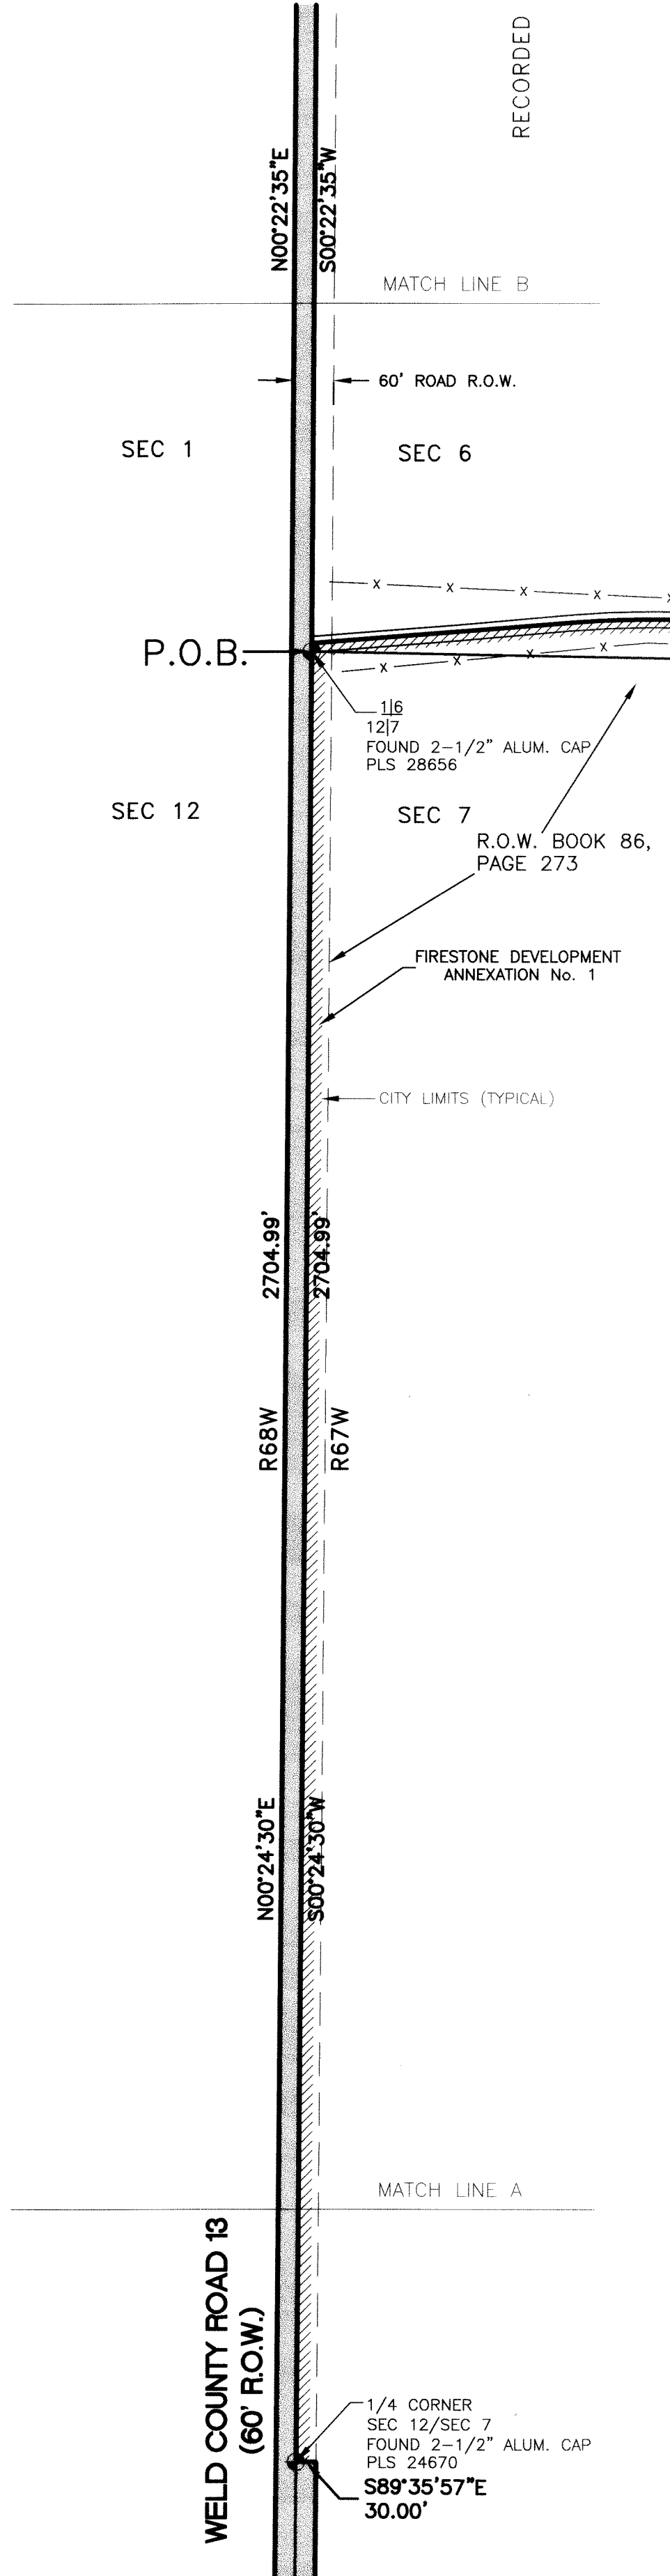 RECORDED
N00°22'35"E
S00°22'35"W
MATCH LINE B
60' ROAD R.O.W.
SEC 1
SEC 6
X X X X X
P.O.B.
X X X X
1|6
12|7
FOUND 2-1/2" ALUM. CAP
PLS 28656
SEC 12
SEC 7
R.O.W. BOOK 86,
PAGE 273
FIRESTONE DEVELOPMENT
ANNEXATION No. 1
CITY LIMITS (TYPICAL)
2704.99'
2704.99'
R68W
R67W
N00°24'30"E
S00°24'30"W
MATCH LINE A
WELD COUNTY ROAD 13
(60' R.O.W.)
1/4 CORNER
SEC 12/SEC 7
FOUND 2-1/2" ALUM. CAP
PLS 24670
S89°35'57"E
30.00'